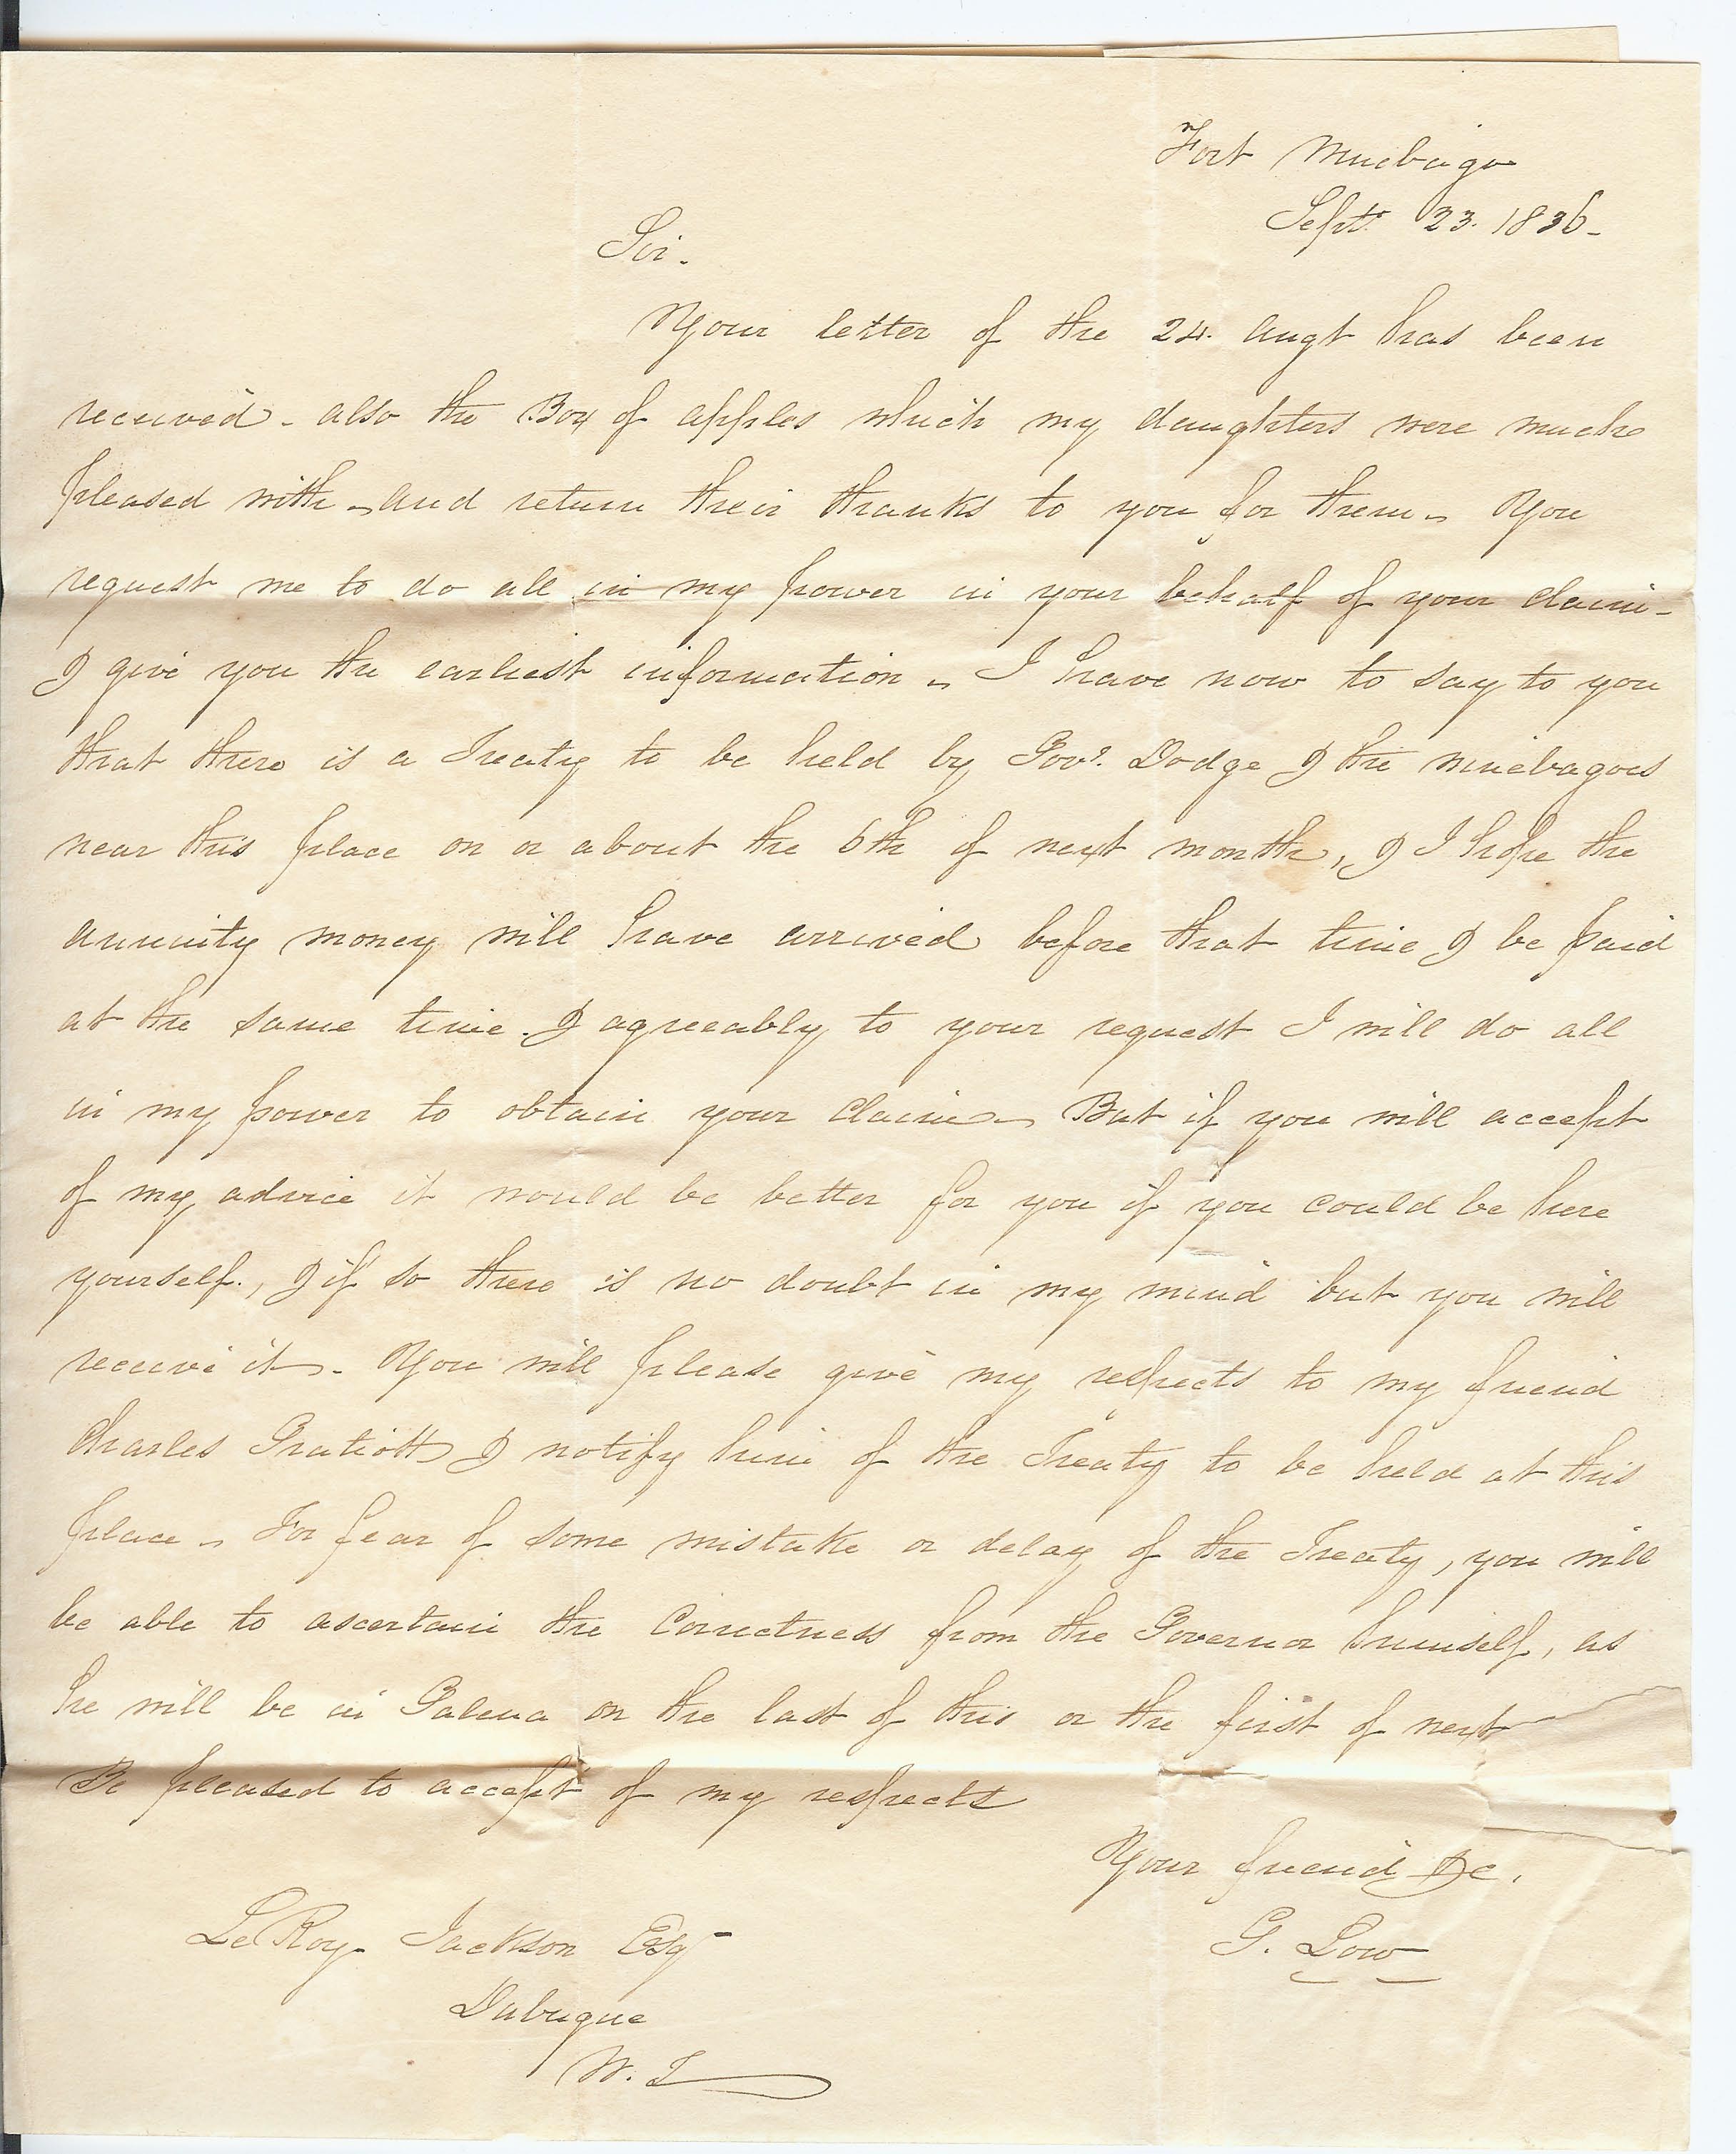 Fort Winebago
Septr 23. 1836-
Sir.
Your letter of the 24. Augt has been
received - also the Box of apples which my daughters were much
pleased with - and return their thanks to you for them - You
request me to do all in my power in your behalf of your claim -
& give you the earliest information - I have now to say to you
that there is a Treaty to be held by Govr. Dodge & the winebagoes
near this place on or about the 6th of next month, & I hope the
annuity money will have arrived before that time & be paid
at the same time. & agreeably to your request I will do all
in my power to obtain your claim - But if you will accept
of my advice it would be better for you if you could be here
yourself., & if so there is no doubt in my mind but you will
receive it -. You will please give my respects to my friend
Charles Gratiott & notify him of the Treaty to be held at this
place - For fear of some mistake or delay of the Treaty, you will
be able to ascertain the Correctness from the Governor himself, as
he will be in Galena on the last of this or the first of next
Be pleased to accept of my respects
Your friend &c.
G. Low
Le Roy Jackson Esqr
Dubuque
W. T